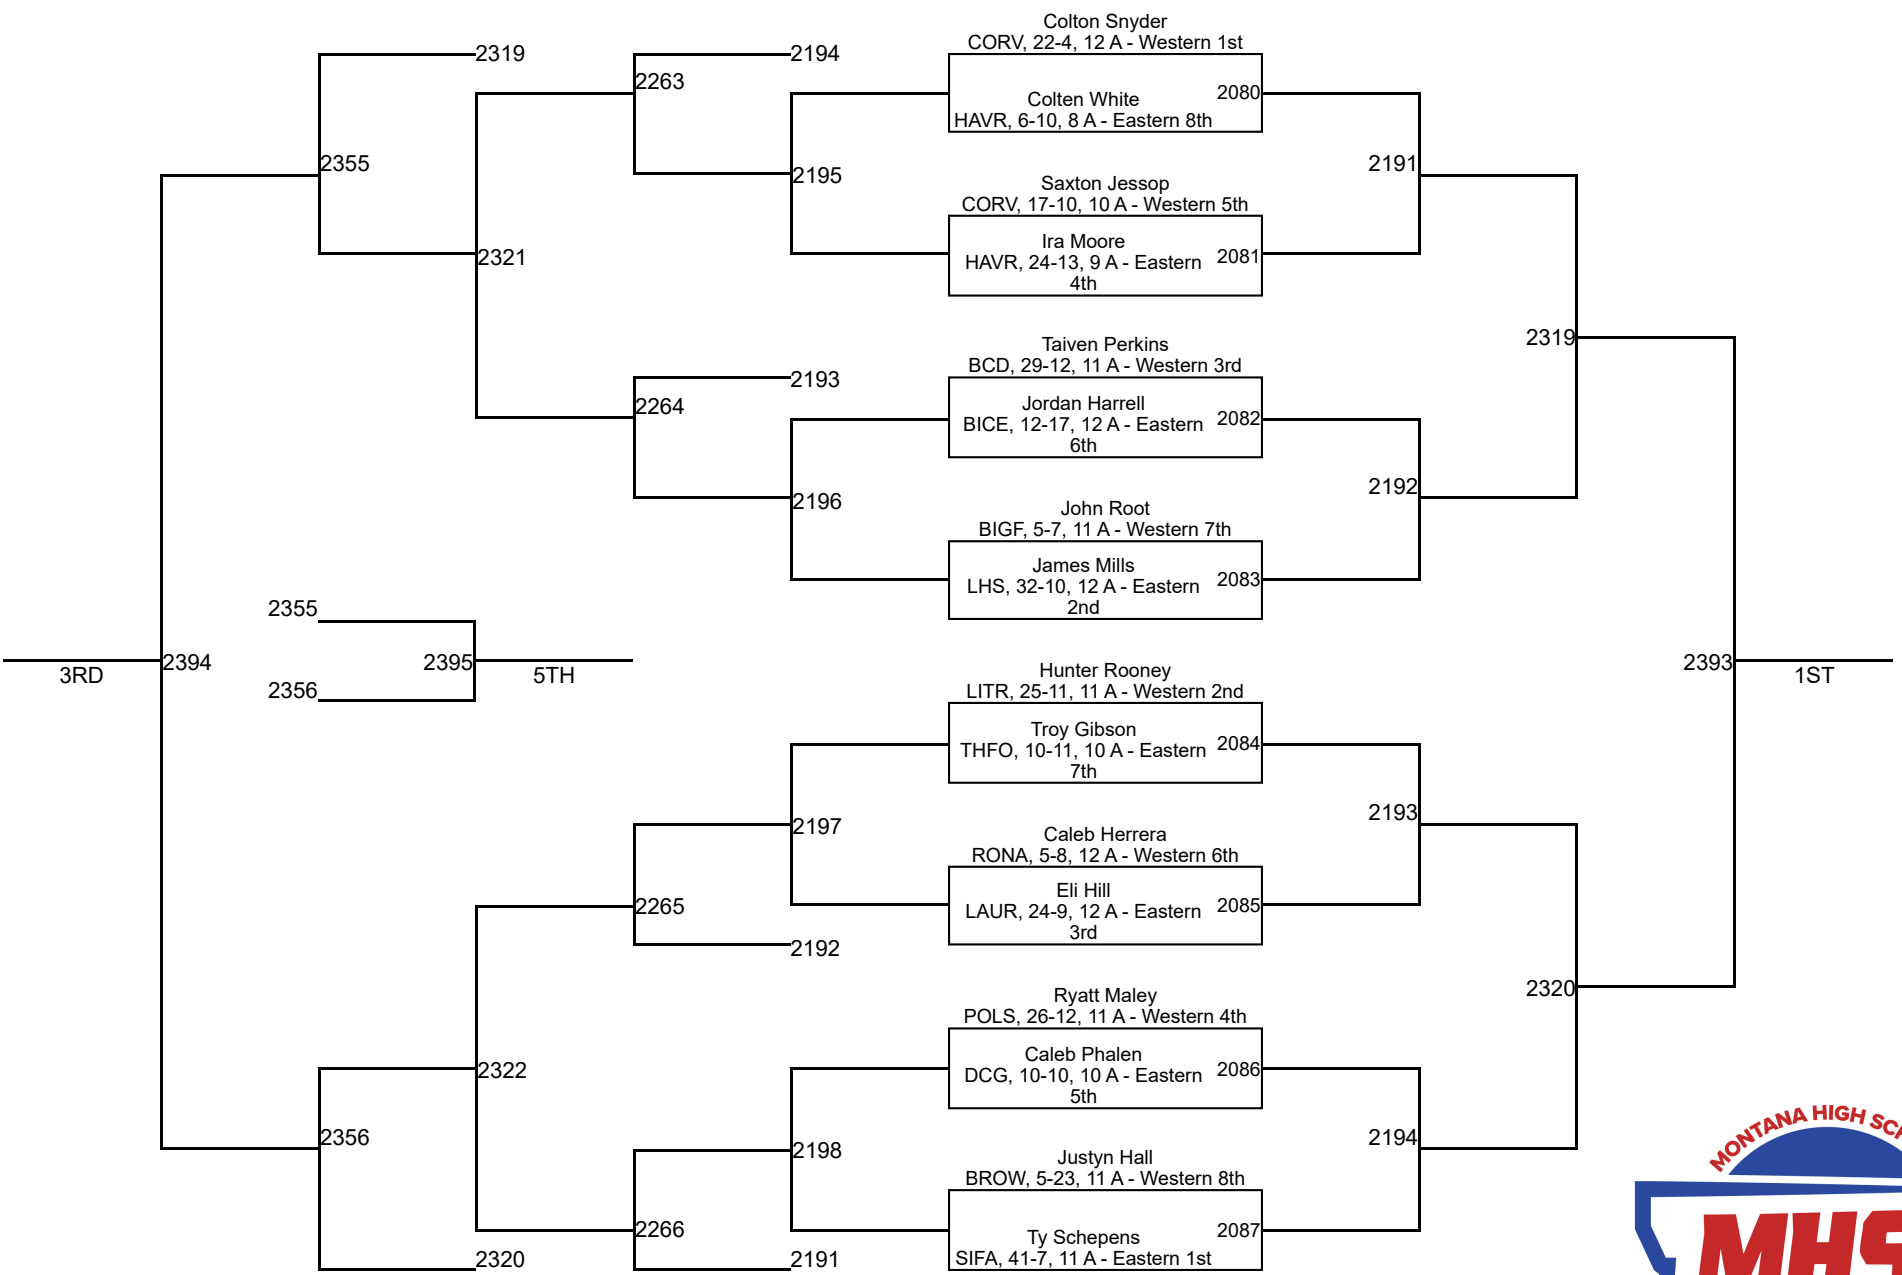 Colton Snyder
CORV, 22-4, 12 A - Western 1st
2319
2194
2263
Colten White
2080
HAVR, 6-10, 8 A - Eastern 8th
2355
2195
2191
Saxton Jessop
CORV, 17-10, 10 A - Western 5th
Ira Moore
2321
HAVR, 24-13, 9 A - Eastern
2081
4th
Taiven Perkins
2319
BCD, 29-12, 11 A - Western 3rd
2193
2264
Jordan Harrell
BICE, 12-17, 12 A - Eastern
2082
6th
2196
2192
John Root
BIGF, 5-7, 11 A - Western 7th
James Mills
LHS, 32-10, 12 A - Eastern
2083
2nd
2355
3RD
2394
2395
5TH
2356
Hunter Rooney
LITR, 25-11, 11 A - Western 2nd
2393
1ST
Troy Gibson
THFO, 10-11, 10 A - Eastern
2084
7th
2197
2193
Caleb Herrera
RONA, 5-8, 12 A - Western 6th
2265
Eli Hill
LAUR, 24-9, 12 A - Eastern
2085
3rd
2192
Ryatt Maley
POLS, 26-12, 11 A - Western 4th
2320
2322
Caleb Phalen
DCG, 10-10, 10 A - Eastern
2086
5th
2356
2198
2194
Justyn Hall
BROW, 5-23, 11 A - Western 8th
2266
Ty Schepens
2087
SIFA, 41-7, 11 A - Eastern 1st
2320
2191
MONTANA HIGH